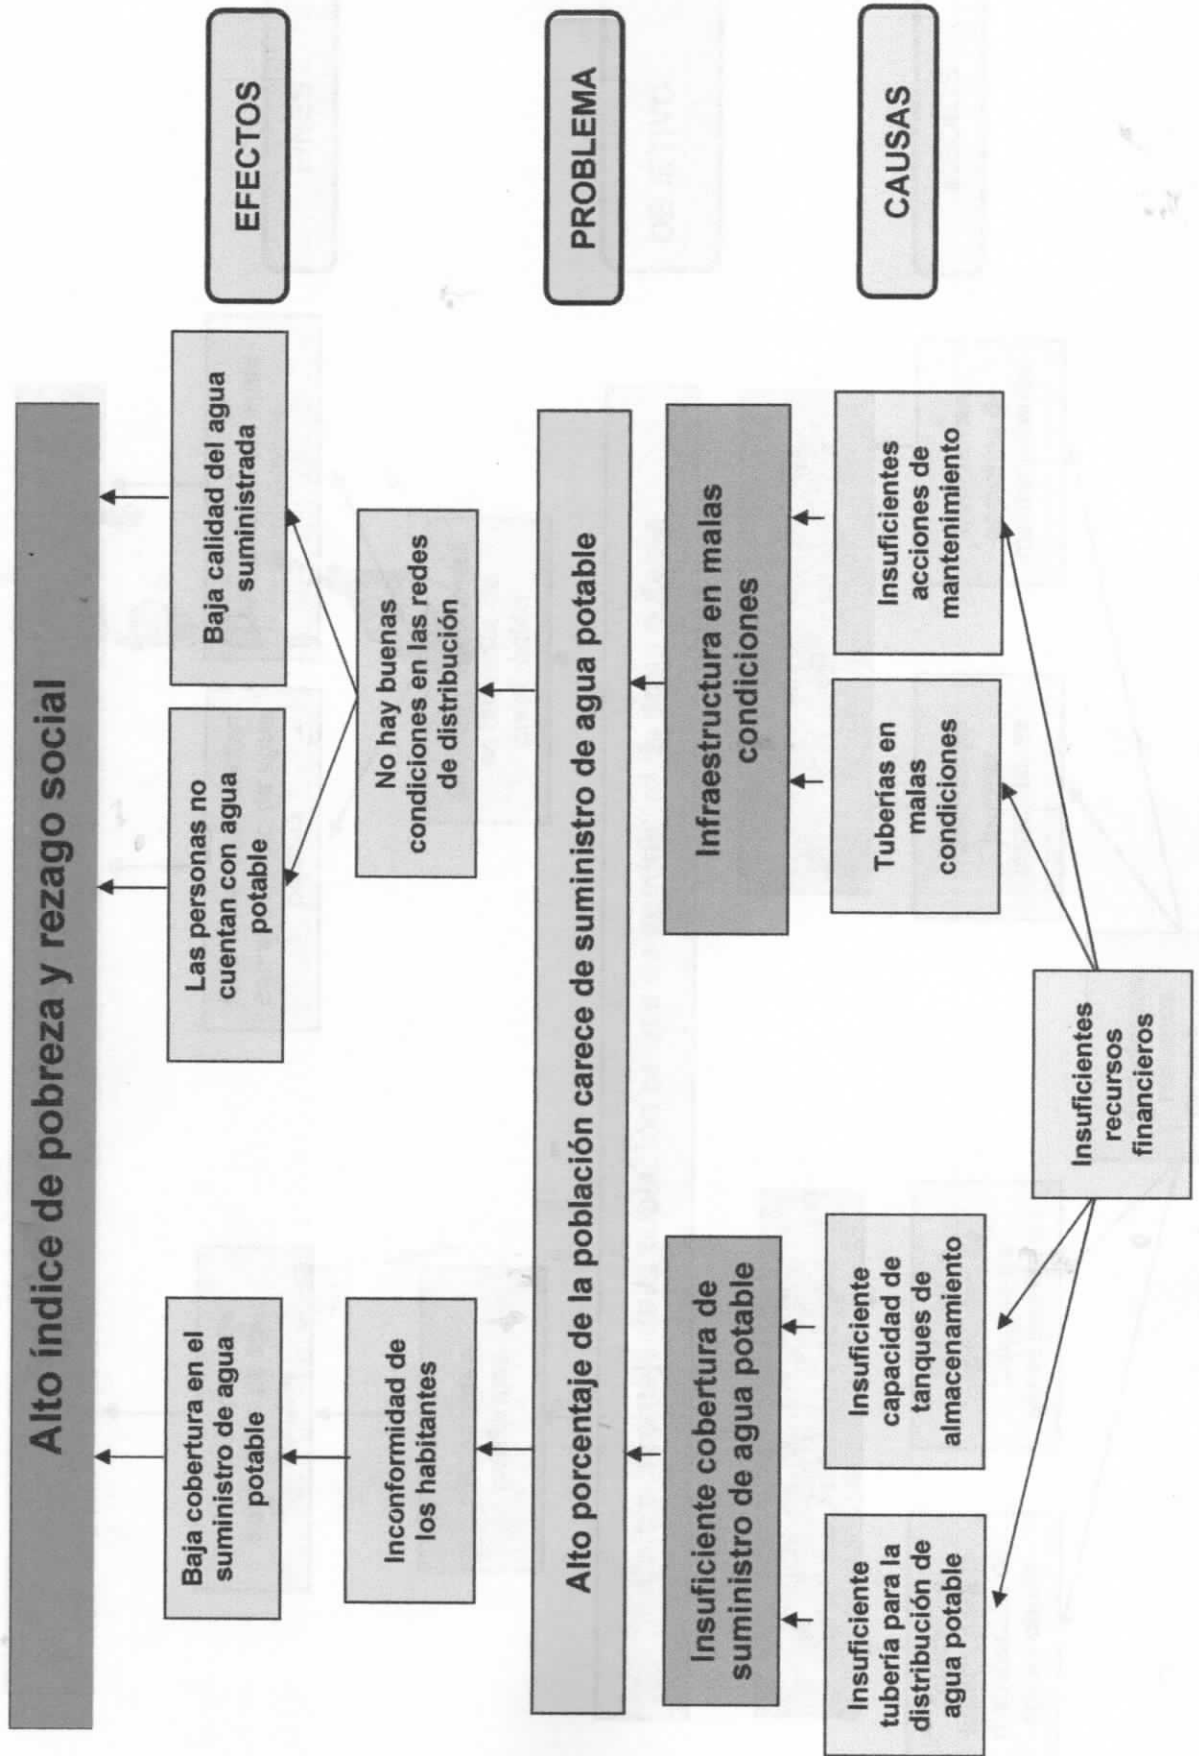 Alto índice de pobreza y rezago social
Baja cobertura en el
suministro de agua
potable
Las personas no
cuentan con agua
potable
Baja calidad del agua
suministrada
EFECTOS
Inconformidad de
los habitantes
No hay buenas
condiciones en las redes
de distribución
Alto porcentaje de la población carece de suministro de agua potable
PROBLEMA
Insuficiente cobertura de
suministro de agua potable
Infraestructura en malas
condiciones
Insuficiente
tubería para la
distribución de
agua potable
Insuficiente
capacidad de
tanques de
almacenamiento
Tuberías en
malas
condiciones
Insuficientes
acciones de
mantenimiento
CAUSAS
Insuficientes
recursos
financieros